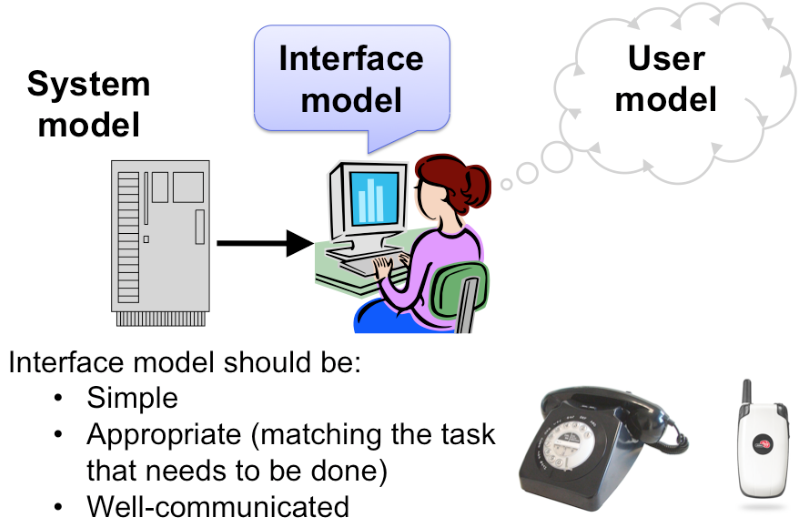 System
model
Interface
model
User
model
Interface model should be:
• Simple
• Appropriate (matching the task
that needs to be done)
• Well-communicated